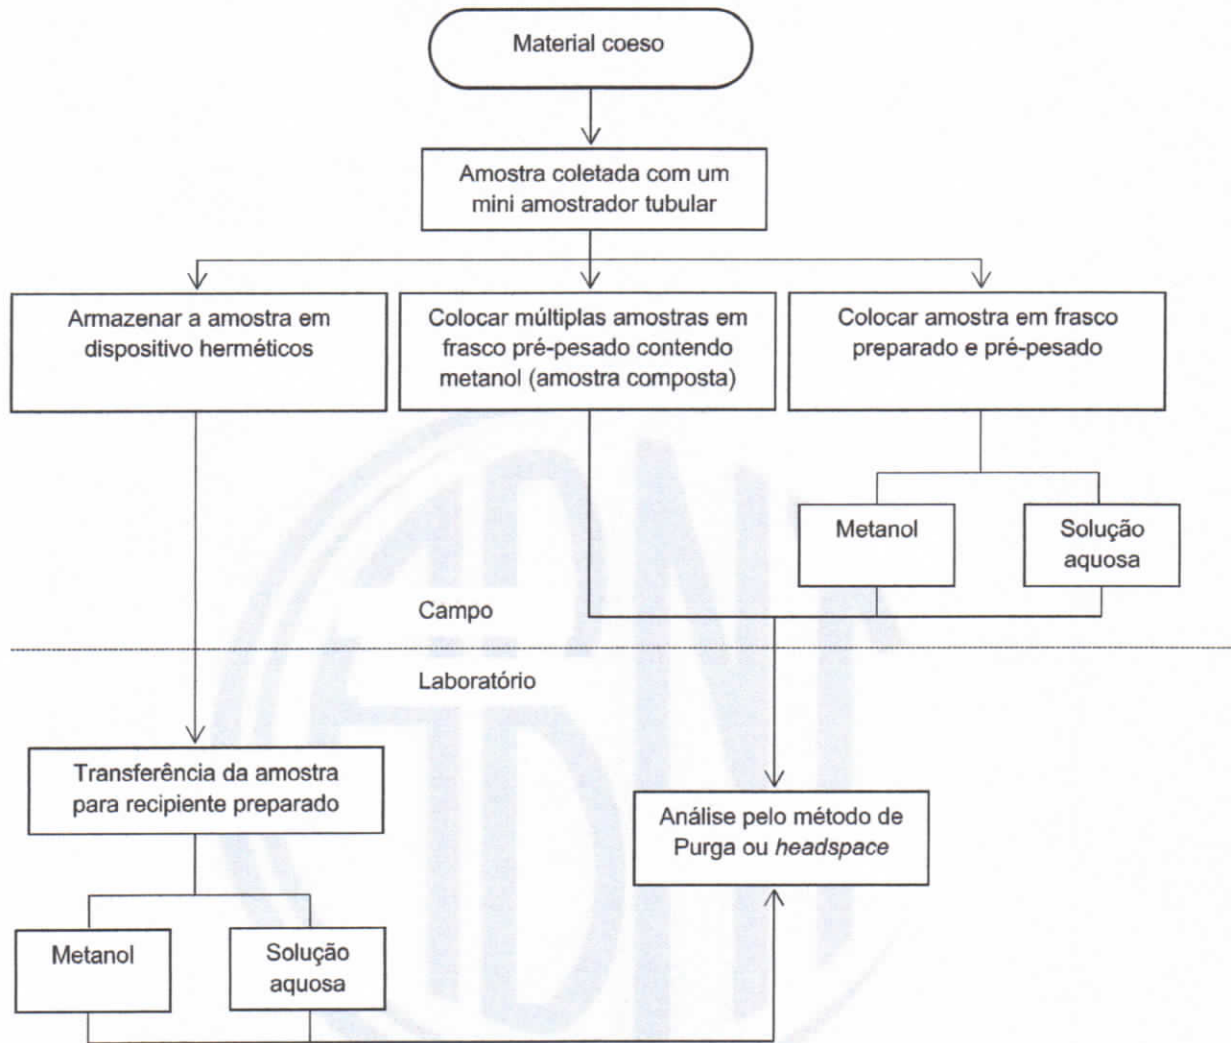 Material coeso
Amostra coletada com um
mini amostrador tubular
Armazenar a amostra em
dispositivo herméticos
Colocar múltiplas amostras em
frasco pré-pesado contendo
metanol (amostra composta)
Colocar amostra em frasco
preparado e pré-pesado
Metanol
Solução
aquosa
Campo
Laboratório
Transferência da amostra
para recipiente preparado
Análise pelo método de
Purga ou headspace
Metanol
Solução
aquosa
ABNT